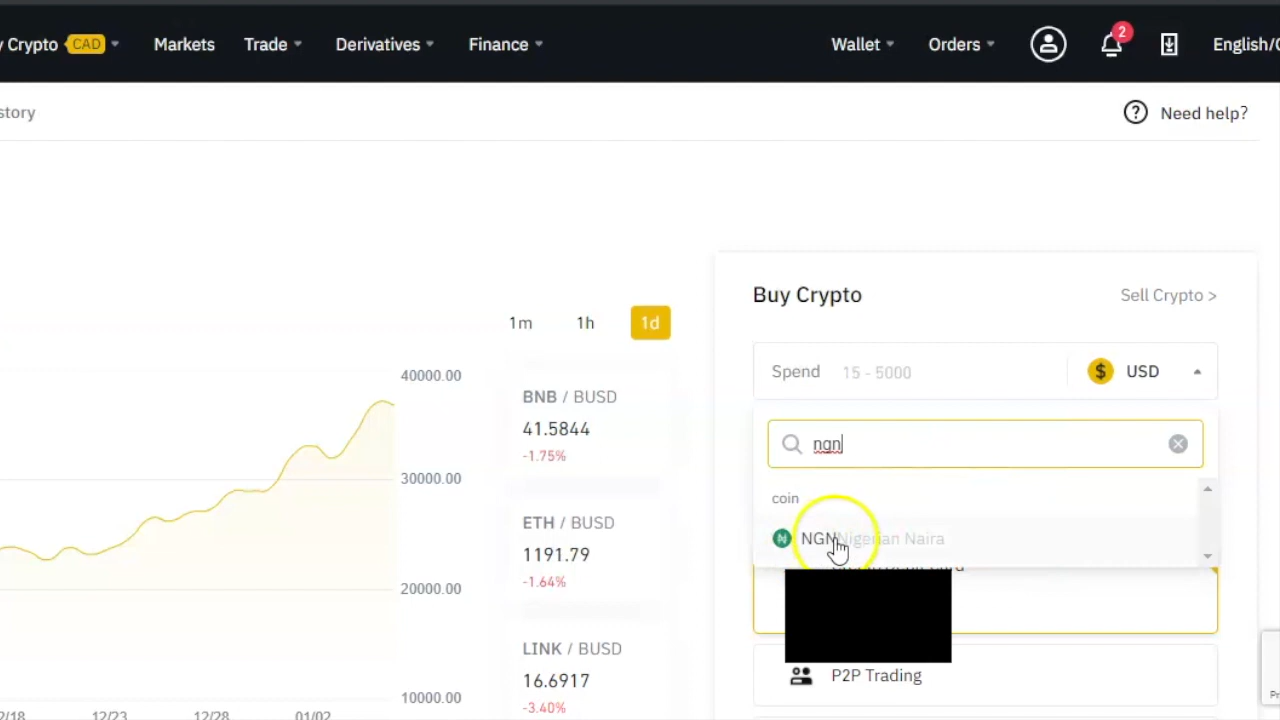 y Crypto CAD Markets Trade Derivatives Finance Wallet Orders 2 English/
story
Need help?
Buy Crypto Sell Crypto >
1m 1h 1d
Spend 15 - 5000 $ USD
40000.00
BNB / BUSD
41.5844
-1.75%
ngn
30000.00
coin
ETH / BUSD
1191.79
-1.64%
NGN Nigerian Naira
20000.00
LINK / BUSD
16.6917
-3.40%
P2P Trading
10000.00
2/18 12/23 12/28 01/02